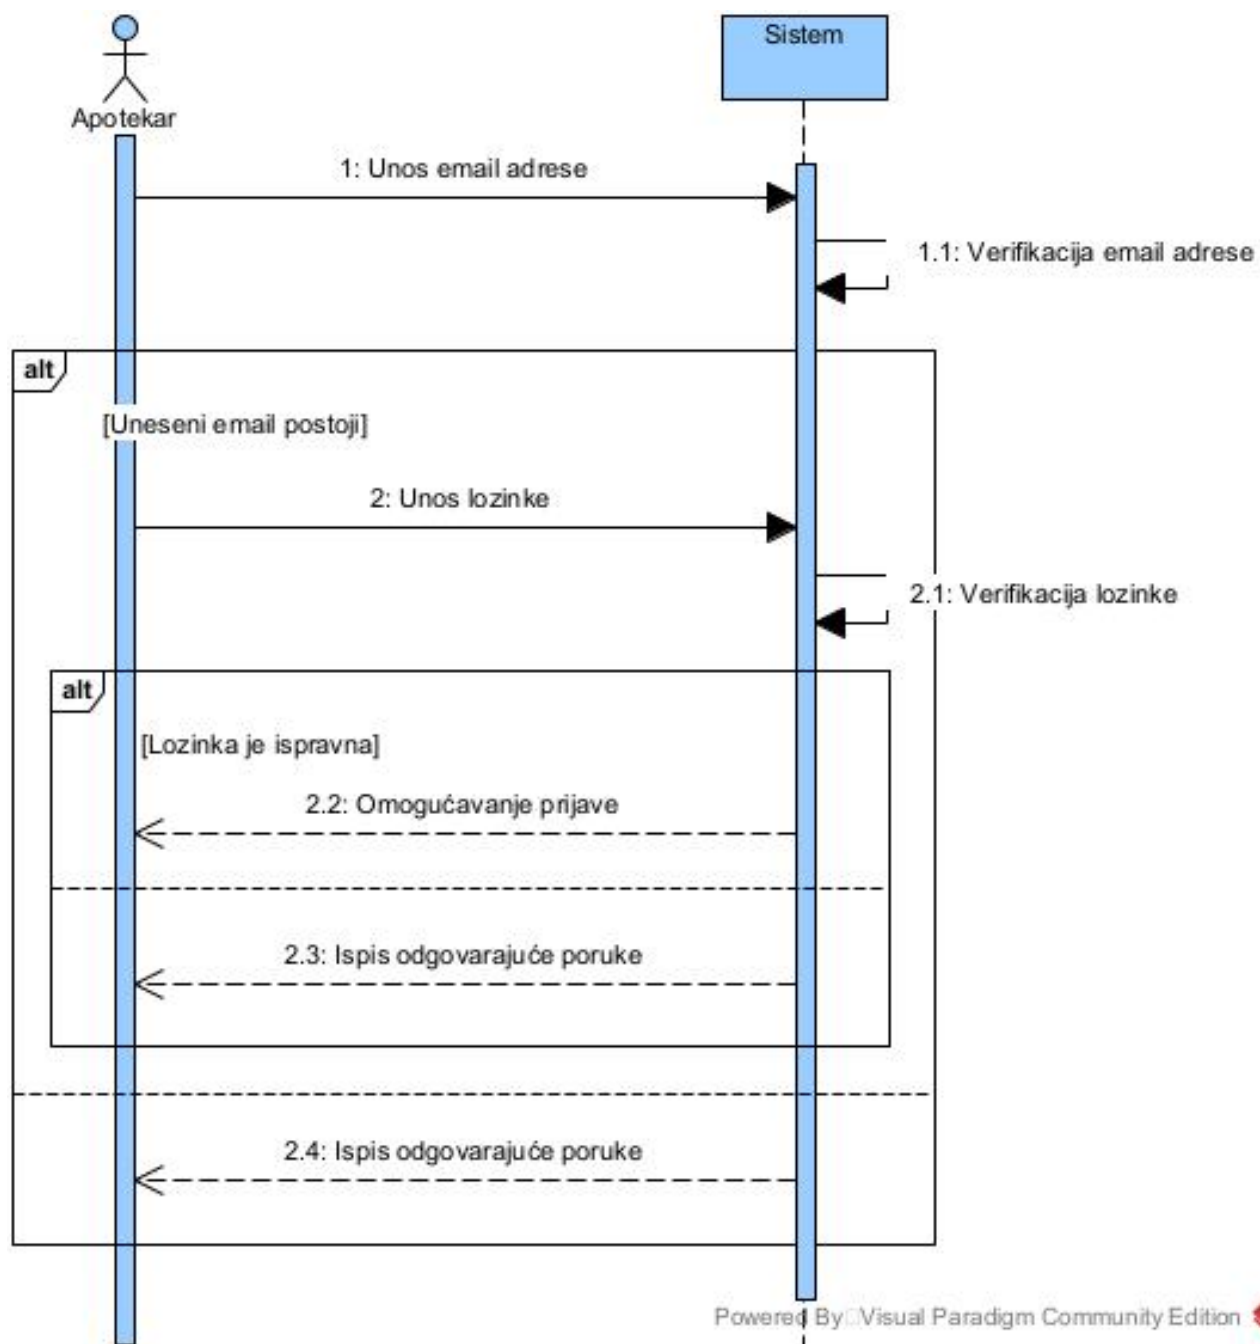 Sistem
Apotekar
1: Unos email adrese
1.1: Verifikacija email adrese
alt
[Uneseni email postoji]
2: Unos lozinke
2.1: Verifikacija lozinke
alt
[Lozinka je ispravna]
2.2: Omogućavanje prijave
2.3: Ispis odgovarajuće poruke
2.4: Ispis odgovarajuće poruke
Powered By Visual Paradigm Community Edition